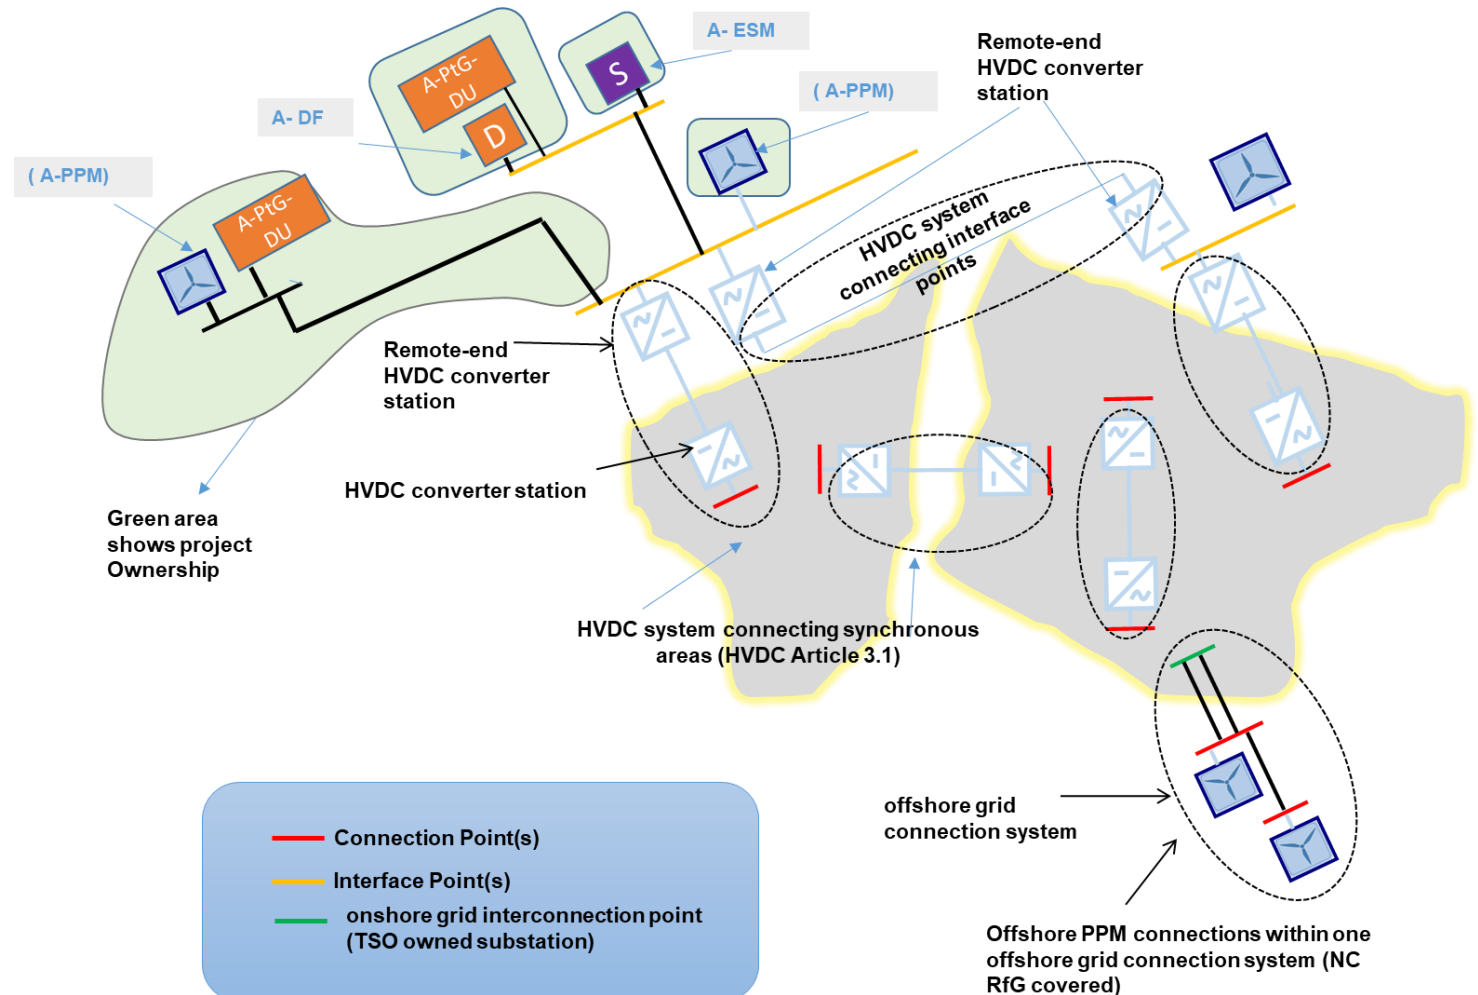 A- ESM
Remote-end
HVDC converter
station
A-PtG-
DU
S
( A-PPM)
A- DF
D
( A-PPM)
A-PtG-
DU
HVDC system
connecting interface
points
Remote-end
HVDC converter
station
HVDC converter station
Green area
shows project
Ownership
HVDC system connecting synchronous
areas (HVDC Article 3.1)
offshore grid
connection system
Connection Point(s)
Interface Point(s)
onshore grid interconnection point
(TSO owned substation)
Offshore PPM connections within one
offshore grid connection system (NC
RfG covered)